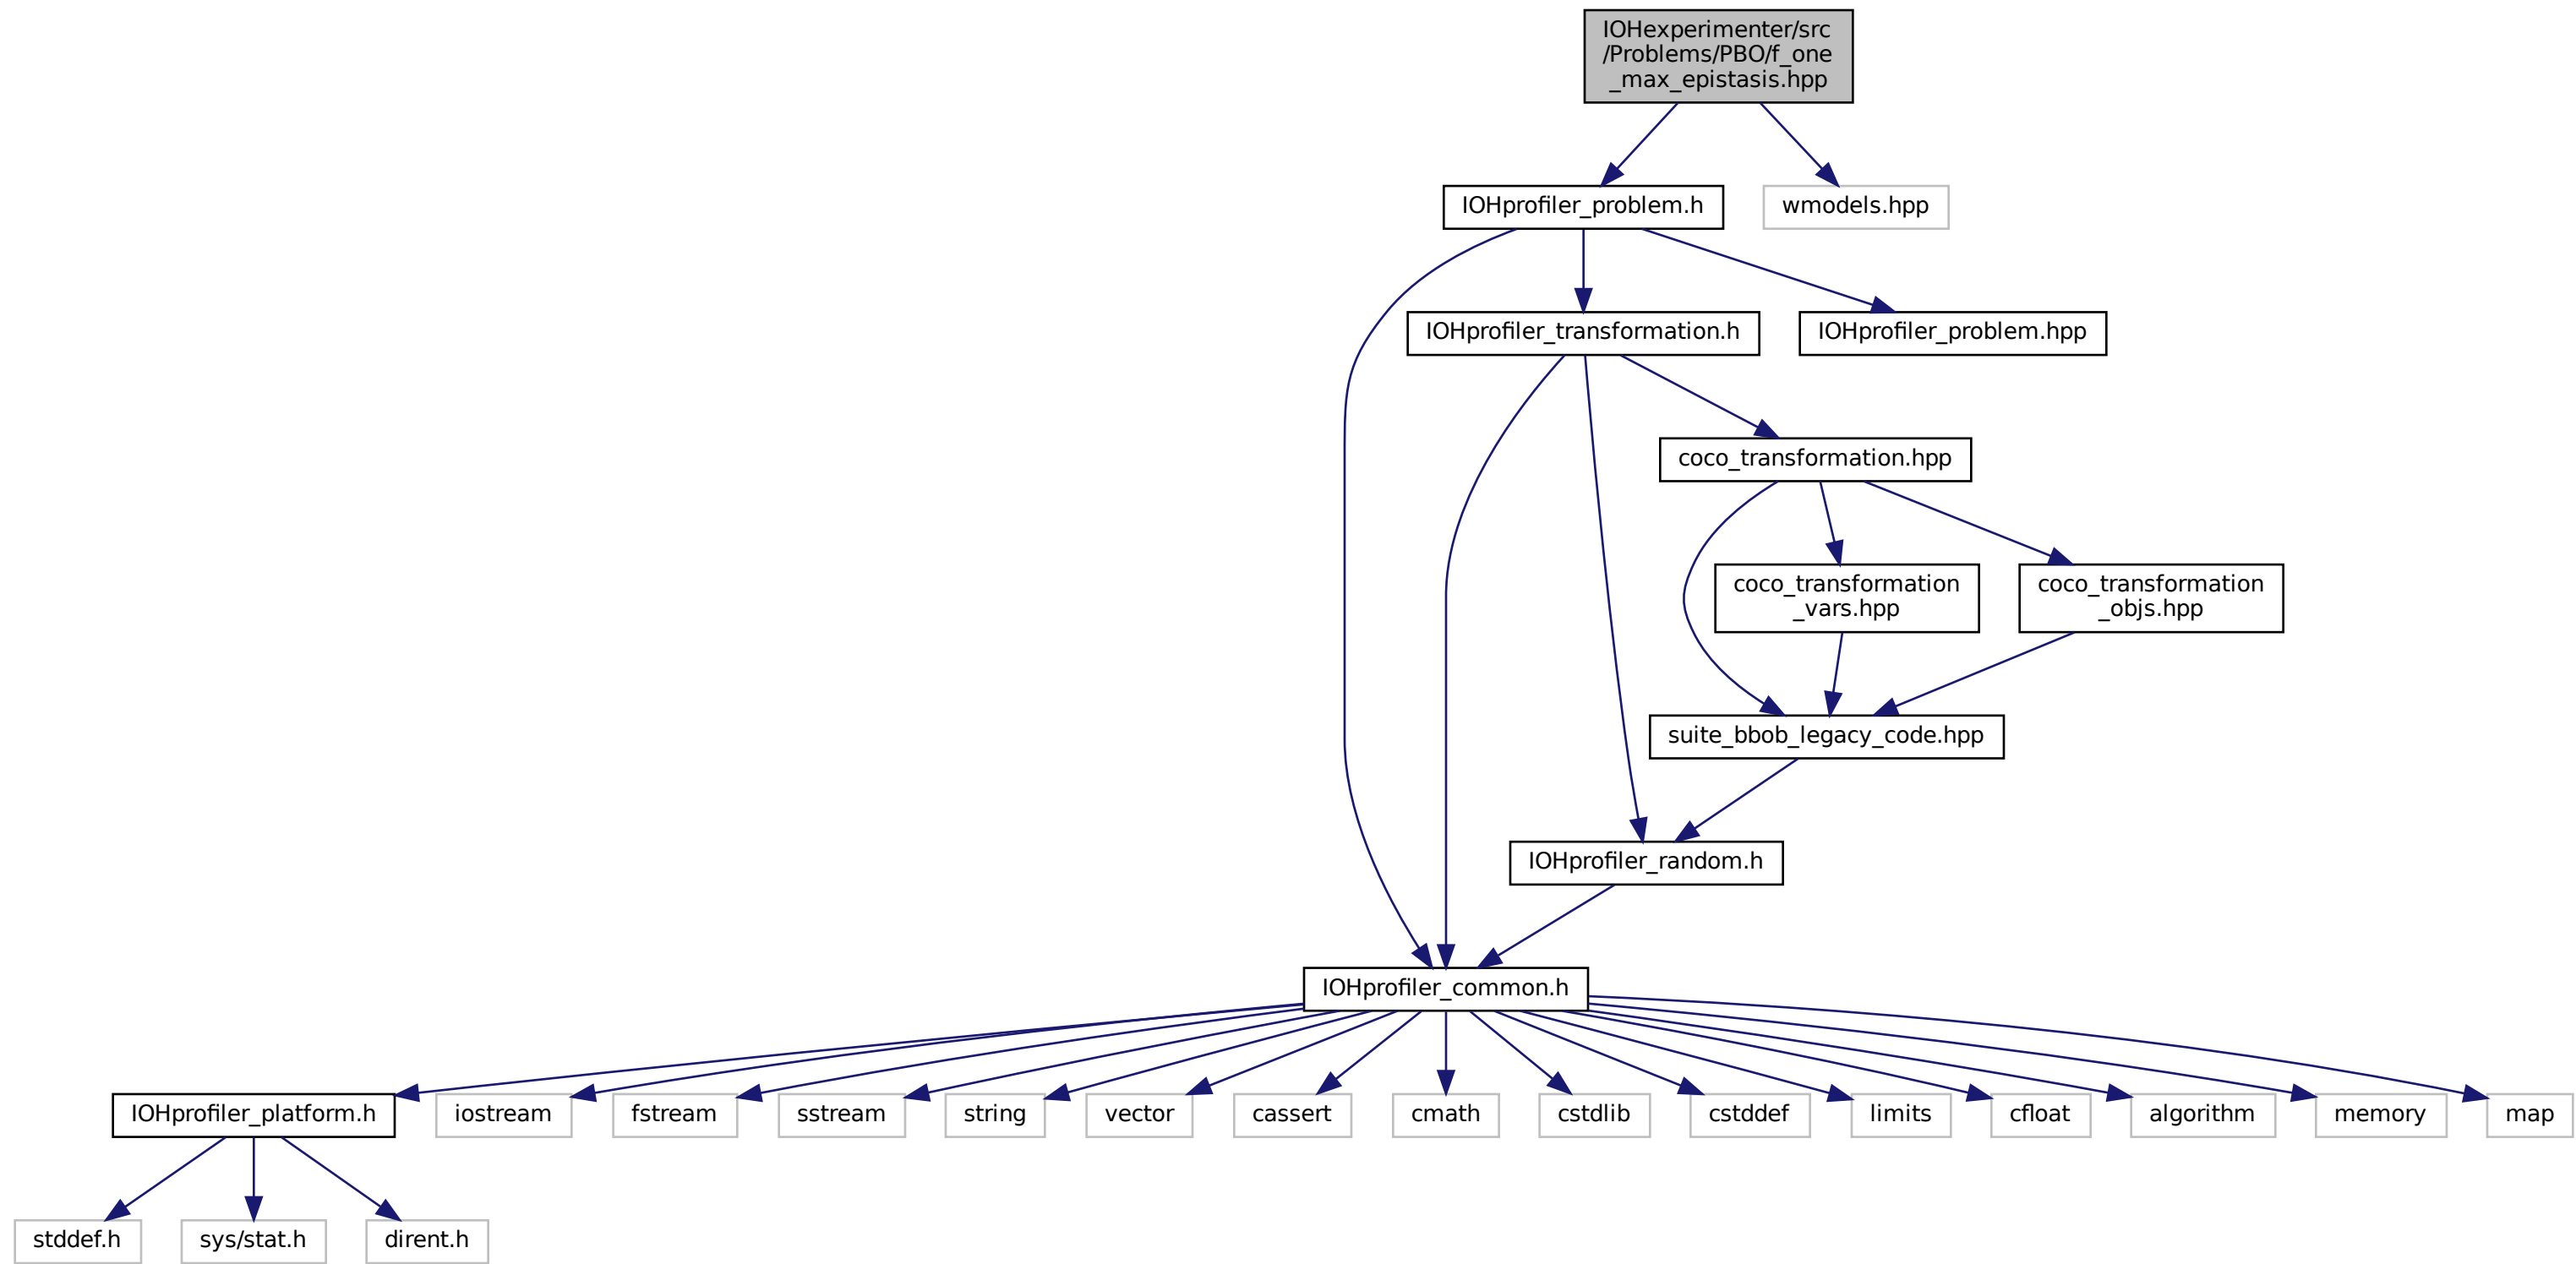 IOHexperimenter/src
/Problems/PBO/f_one
_max_epistasis.hpp
IOHprofiler_problem.h
wmodels.hpp
IOHprofiler_transformation.h
IOHprofiler_problem.hpp
coco_transformation.hpp
coco_transformation
_vars.hpp
coco_transformation
_objs.hpp
suite_bbob_legacy_code.hpp
IOHprofiler_random.h
IOHprofiler_common.h
IOHprofiler_platform.h
iostream
fstream
sstream
string
vector
cassert
cmath
cstdlib
cstddef
limits
cfloat
algorithm
memory
map
stddef.h
sys/stat.h
dirent.h